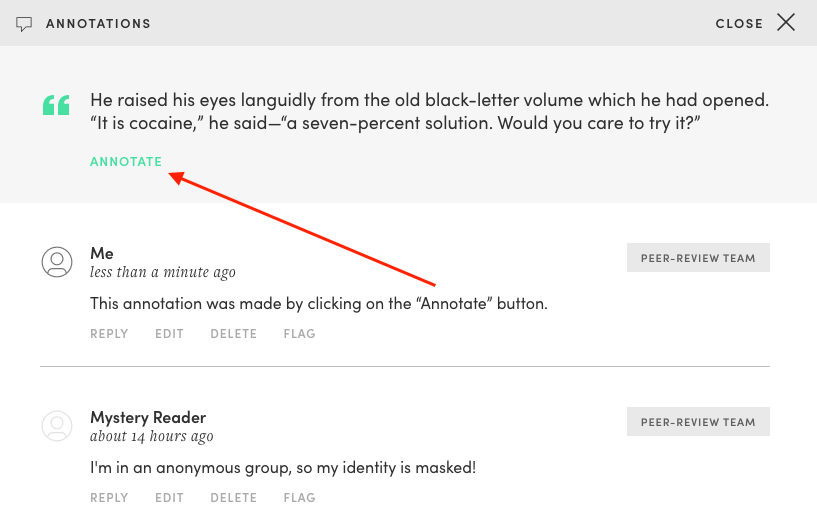 ANNOTATIONS
CLOSE
He raised his eyes languidly from the old black-letter volume which he had opened.
“It is cocaine,” he said—“a seven-percent solution. Would you care to try it?”
ANNOTATE
Me
PEER-REVIEW TEAM
less than a minute ago
This annotation was made by clicking on the “Annotate” button.
REPLY EDIT DELETE FLAG
Mystery Reader
PEER-REVIEW TEAM
about 14 hours ago
I'm in an anonymous group, so my identity is masked!
REPLY EDIT DELETE FLAG